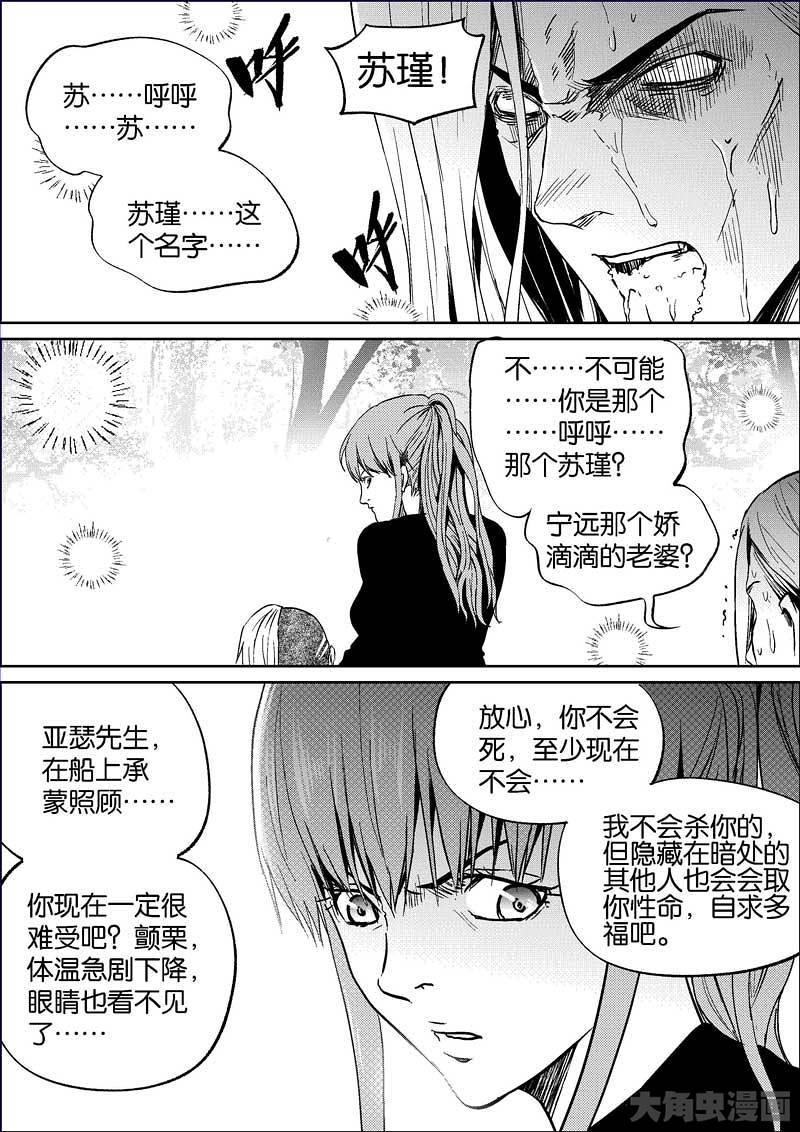 苏……呼呼
……苏……
苏瑾……这
个名字……
呼
苏瑾！
呼
不……不可能
……你是那个
……呼呼……
那个苏瑾？
宁远那个娇
滴滴的老婆？
亚瑟先生，
在船上承
蒙照顾……
你现在一定很
难受吧？颤栗，
体温急剧下降，
眼睛也看不见
了……
放心，你不会
死，至少现在
不会……
我不会杀你的，
但隐藏在暗处的
其他人也会会取
你性命，自求多
福吧。
大角虫漫画